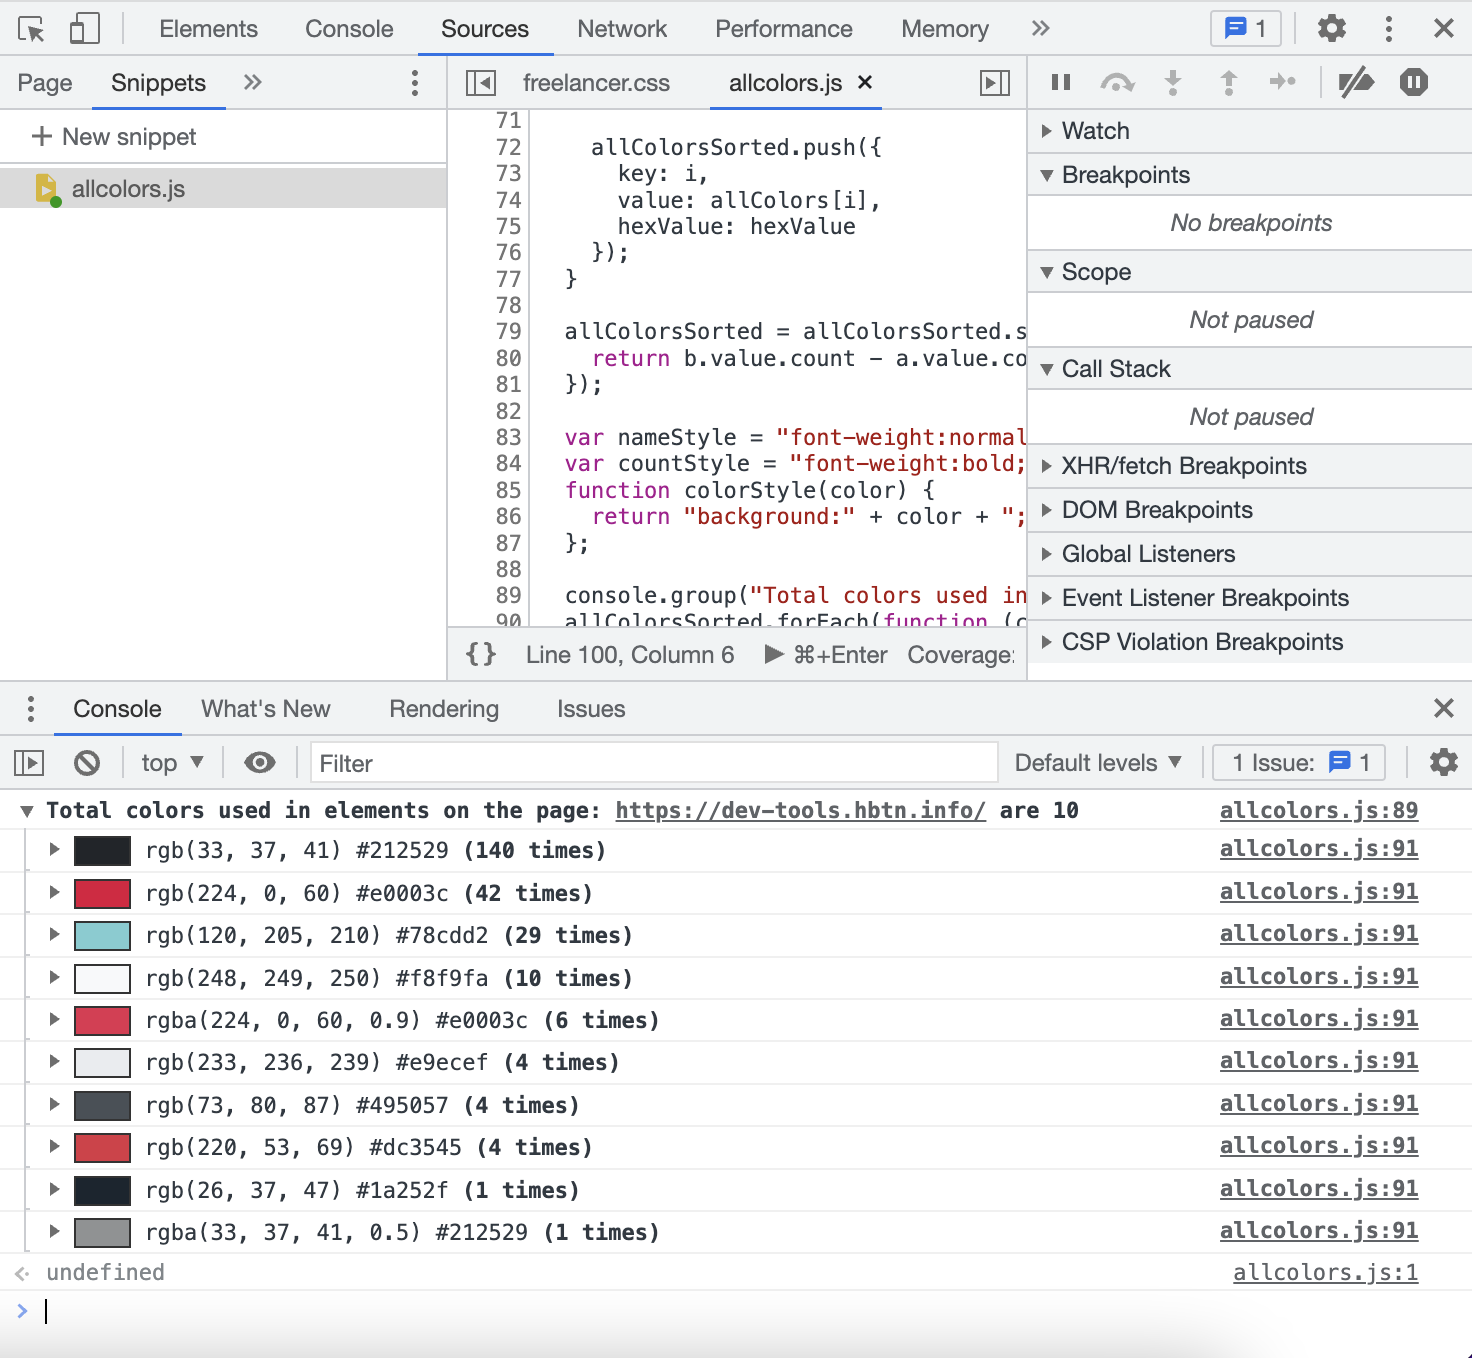 Elements Console Sources Network Performance Memory 1
Page Snippets freelancer.css allcolors.js
New snippet
allcolors.js
71
72 allColorsSorted.push({
73 key: i,
74 value: allColors[i],
75 hexValue: hexValue
76 });
77 }
78
79 allColorsSorted = allColorsSorted.s
80 return b.value.count - a.value.co
81 });
82
83 var nameStyle = "font-weight:normal
84 var countStyle = "font-weight:bold;
85 function colorStyle(color) {
86 return "background:" + color + ";
87 };
88
89 console.group("Total colors used in
90 allColorsSorted.forEach(function (c
{} Line 100, Column 6 ⌘+Enter Coverage:
Watch
Breakpoints
No breakpoints
Scope
Not paused
Call Stack
Not paused
XHR/fetch Breakpoints
DOM Breakpoints
Global Listeners
Event Listener Breakpoints
CSP Violation Breakpoints
Console What's New Rendering Issues
top Filter Default levels 1 Issue: 1
Total colors used in elements on the page: https://dev-tools.hbtn.info/ are 10 allcolors.js:89
rgb(33, 37, 41) #212529 (140 times) allcolors.js:91
rgb(224, 0, 60) #e0003c (42 times) allcolors.js:91
rgb(120, 205, 210) #78cdd2 (29 times) allcolors.js:91
rgb(248, 249, 250) #f8f9fa (10 times) allcolors.js:91
rgba(224, 0, 60, 0.9) #e0003c (6 times) allcolors.js:91
rgb(233, 236, 239) #e9ecef (4 times) allcolors.js:91
rgb(73, 80, 87) #495057 (4 times) allcolors.js:91
rgb(220, 53, 69) #dc3545 (4 times) allcolors.js:91
rgb(26, 37, 47) #1a252f (1 times) allcolors.js:91
rgba(33, 37, 41, 0.5) #212529 (1 times) allcolors.js:91
undefined allcolors.js:1